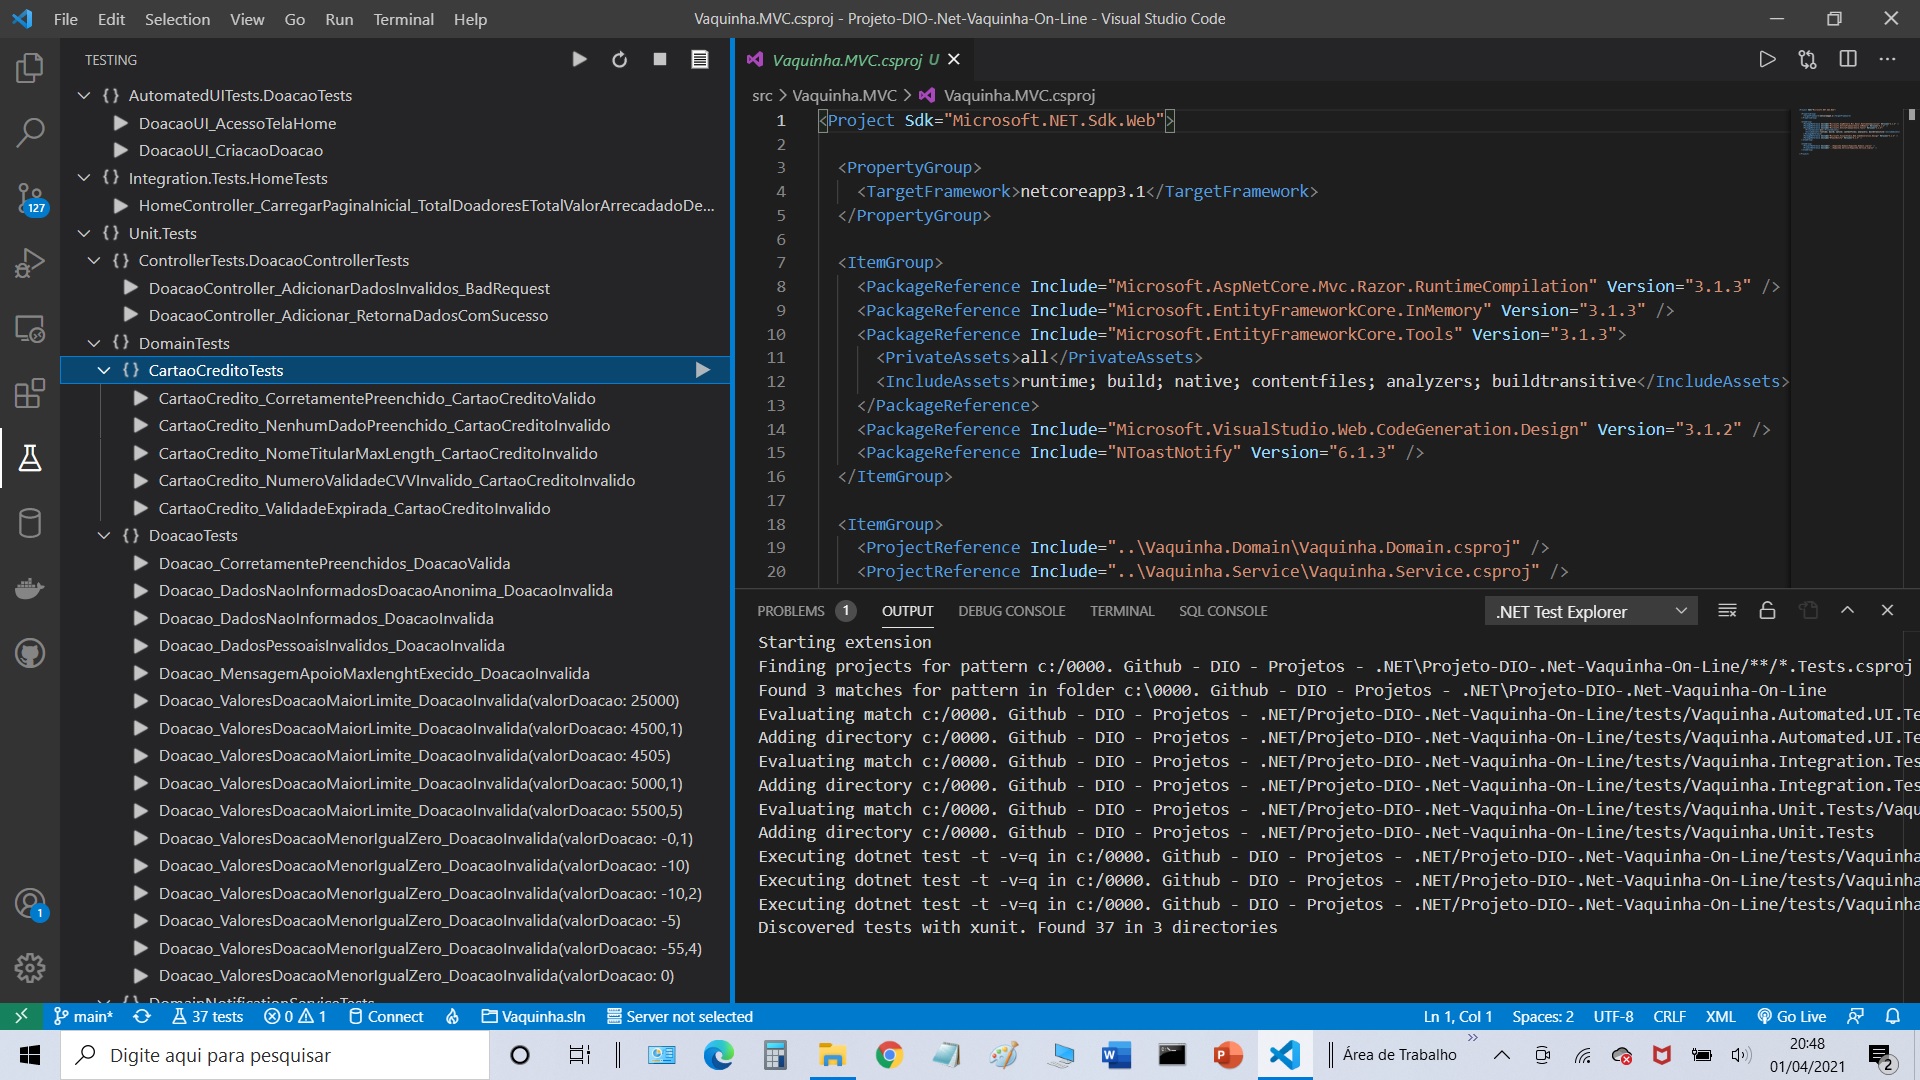 File Edit Selection View Go Run Terminal Help
Vaquinha.MVC.csproj - Projeto-DIO-.Net-Vaquinha-On-Line - Visual Studio Code
TESTING
{} AutomatedUITests.DoacaoTests
DoacaoUI_AcessoTelaHome
DoacaoUI_CriacaoDoacao
{} Integration.Tests.HomeTests
HomeController_CarregarPaginaInicial_TotalDoadoresETotalValorArrecadadoDe...
{} Unit.Tests
{} ControllerTests.DoacaoControllerTests
DoacaoController_AdicionarDadosInvalidos_BadRequest
DoacaoController_Adicionar_RetornaDadosComSucesso
{} DomainTests
{} CartaoCreditoTests
CartaoCredito_CorretamentePreenchido_CartaoCreditoValido
CartaoCredito_NenhumDadoPreenchido_CartaoCreditoInvalido
CartaoCredito_NomeTitularMaxLength_CartaoCreditoInvalido
CartaoCredito_NumeroValidadeCVVInvalido_CartaoCreditoInvalido
CartaoCredito_ValidadeExpirada_CartaoCreditoInvalido
{} DoacaoTests
Doacao_CorretamentePreenchidos_DoacaoValida
Doacao_DadosNaoInformadosDoacaoAnonima_DoacaoInvalida
Doacao_DadosNaoInformados_DoacaoInvalida
Doacao_DadosPessoaisInvalidos_DoacaoInvalida
Doacao_MensagemApoioMaxlenghtExecido_DoacaoInvalida
Doacao_ValoresDoacaoMaiorLimite_DoacaoInvalida(valorDoacao: 25000)
Doacao_ValoresDoacaoMaiorLimite_DoacaoInvalida(valorDoacao: 4500,1)
Doacao_ValoresDoacaoMaiorLimite_DoacaoInvalida(valorDoacao: 4505)
Doacao_ValoresDoacaoMaiorLimite_DoacaoInvalida(valorDoacao: 5000,1)
Doacao_ValoresDoacaoMaiorLimite_DoacaoInvalida(valorDoacao: 5500,5)
Doacao_ValoresDoacaoMenorIgualZero_DoacaoInvalida(valorDoacao: -0,1)
Doacao_ValoresDoacaoMenorIgualZero_DoacaoInvalida(valorDoacao: -10)
Doacao_ValoresDoacaoMenorIgualZero_DoacaoInvalida(valorDoacao: -10,2)
Doacao_ValoresDoacaoMenorIgualZero_DoacaoInvalida(valorDoacao: -5)
Doacao_ValoresDoacaoMenorIgualZero_DoacaoInvalida(valorDoacao: -55,4)
Doacao_ValoresDoacaoMenorIgualZero_DoacaoInvalida(valorDoacao: 0)
{} DomainNotificationServiceTests
127
1
Vaquinha.MVC.csproj U
src > Vaquinha.MVC > Vaquinha.MVC.csproj
1 <Project Sdk="Microsoft.NET.Sdk.Web">
2
3 <PropertyGroup>
4 <TargetFramework>netcoreapp3.1</TargetFramework>
5 </PropertyGroup>
6
7 <ItemGroup>
8 <PackageReference Include="Microsoft.AspNetCore.Mvc.Razor.RuntimeCompilation" Version="3.1.3" />
9 <PackageReference Include="Microsoft.EntityFrameworkCore.InMemory" Version="3.1.3" />
10 <PackageReference Include="Microsoft.EntityFrameworkCore.Tools" Version="3.1.3">
11 <PrivateAssets>all</PrivateAssets>
12 <IncludeAssets>runtime; build; native; contentfiles; analyzers; buildtransitive</IncludeAssets>
13 </PackageReference>
14 <PackageReference Include="Microsoft.VisualStudio.Web.CodeGeneration.Design" Version="3.1.2" />
15 <PackageReference Include="NToastNotify" Version="6.1.3" />
16 </ItemGroup>
17
18 <ItemGroup>
19 <ProjectReference Include="..\Vaquinha.Domain\Vaquinha.Domain.csproj" />
20 <ProjectReference Include="..\Vaquinha.Service\Vaquinha.Service.csproj" />
PROBLEMS 1 OUTPUT DEBUG CONSOLE TERMINAL SQL CONSOLE .NET Test Explorer
Starting extension
Finding projects for pattern c:/0000. Github - DIO - Projetos - .NET\Projeto-DIO-.Net-Vaquinha-On-Line/**/*.Tests.csproj
Found 3 matches for pattern in folder c:\0000. Github - DIO - Projetos - .NET\Projeto-DIO-.Net-Vaquinha-On-Line
Evaluating match c:/0000. Github - DIO - Projetos - .NET/Projeto-DIO-.Net-Vaquinha-On-Line/tests/Vaquinha.Automated.UI.Te
Adding directory c:/0000. Github - DIO - Projetos - .NET/Projeto-DIO-.Net-Vaquinha-On-Line/tests/Vaquinha.Automated.UI.Te
Evaluating match c:/0000. Github - DIO - Projetos - .NET/Projeto-DIO-.Net-Vaquinha-On-Line/tests/Vaquinha.Integration.Tes
Adding directory c:/0000. Github - DIO - Projetos - .NET/Projeto-DIO-.Net-Vaquinha-On-Line/tests/Vaquinha.Integration.Tes
Evaluating match c:/0000. Github - DIO - Projetos - .NET/Projeto-DIO-.Net-Vaquinha-On-Line/tests/Vaquinha.Unit.Tests/Vaqu
Adding directory c:/0000. Github - DIO - Projetos - .NET/Projeto-DIO-.Net-Vaquinha-On-Line/tests/Vaquinha.Unit.Tests
Executing dotnet test -t -v=q in c:/0000. Github - DIO - Projetos - .NET/Projeto-DIO-.Net-Vaquinha-On-Line/tests/Vaquinha
Executing dotnet test -t -v=q in c:/0000. Github - DIO - Projetos - .NET/Projeto-DIO-.Net-Vaquinha-On-Line/tests/Vaquinha
Executing dotnet test -t -v=q in c:/0000. Github - DIO - Projetos - .NET/Projeto-DIO-.Net-Vaquinha-On-Line/tests/Vaquinha
Discovered tests with xunit. Found 37 in 3 directories
main* 37 tests 0 1 Connect Vaquinha.sln Server not selected Ln 1, Col 1 Spaces: 2 UTF-8 CRLF XML Go Live
Digite aqui para pesquisar
Área de Trabalho
20:48
01/04/2021
2